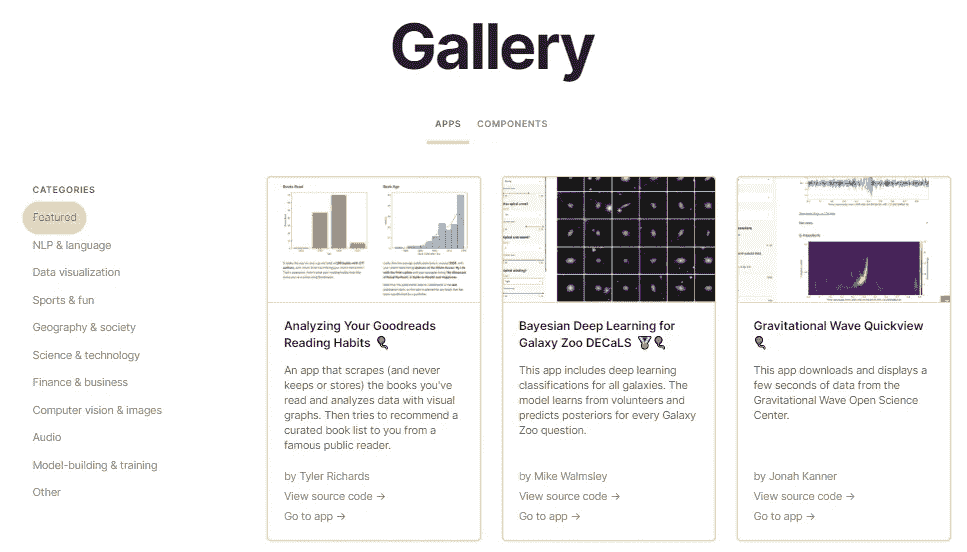 Gallery
APPS
COMPONENTS
CATEGORIES
Featured
NLP & language
Data visualization
Sports & fun
Geography & society
Science & technology
Finance & business
Computer vision & images
Audio
Model-building & training
Other
Books Read
Book Age
Analyzing Your Goodreads
Reading Habits
An app that scrapes (and never
keeps or stores) the books you've
read and analyzes data with visual
graphs. Then tries to recommend a
curated book list to you from a
famous public reader.
by Tyler Richards
View source code →
Go to app →
Bayesian Deep Learning for
Galaxy Zoo DECaLS
This app includes deep learning
classifications for all galaxies. The
model learns from volunteers and
predicts posteriors for every Galaxy
Zoo question.
by Mike Walmsley
View source code →
Go to app →
Gravitational Wave Quickview
This app downloads and displays a
few seconds of data from the
Gravitational Wave Open Science
Center.
by Jonah Kanner
View source code →
Go to app →